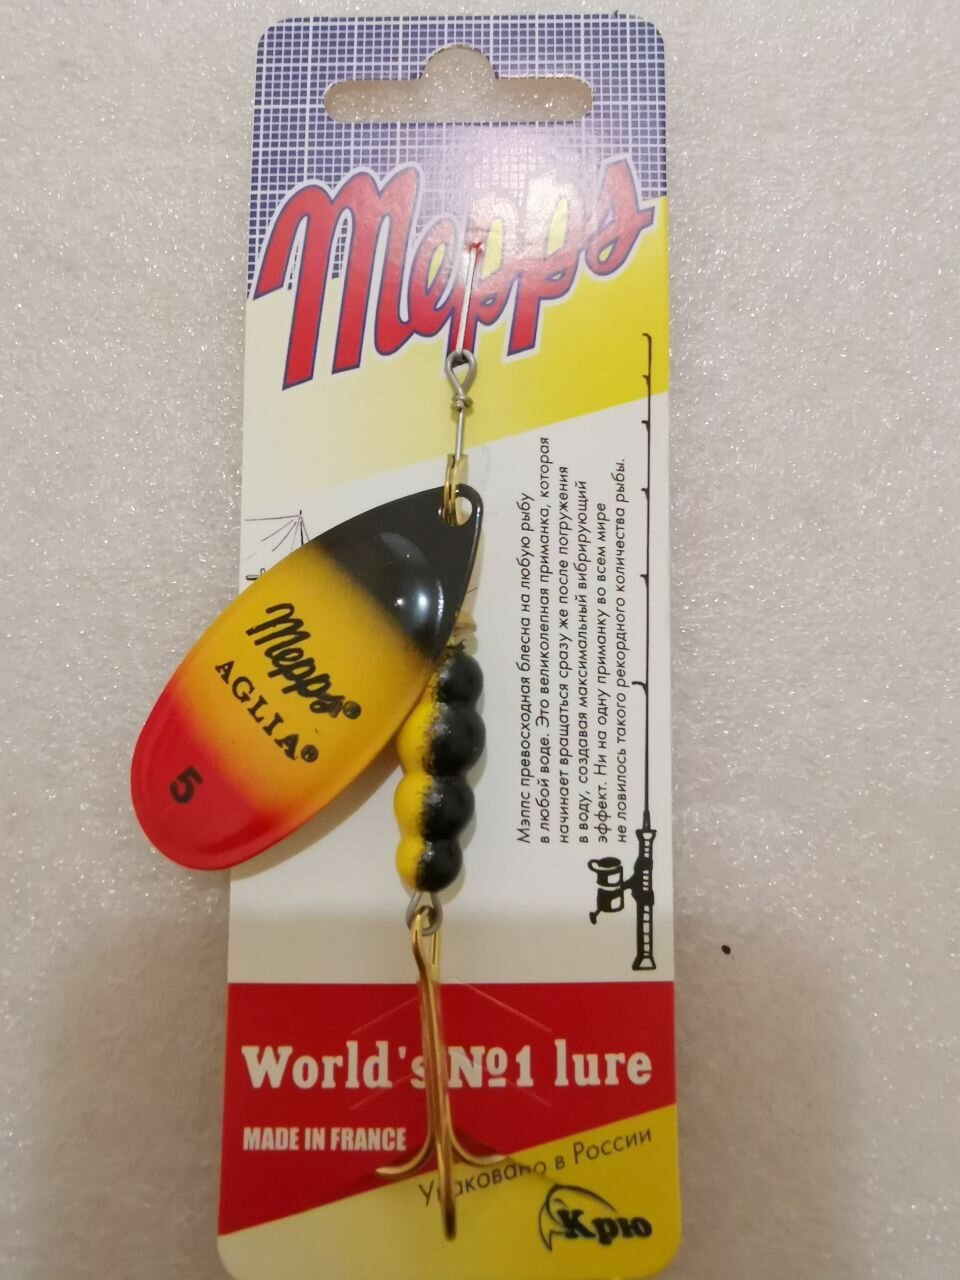 Mepps
Mepps®
AGLIA®
5
Мэппс превосходная блесна на любую рыбу
в любой воде. Это великолепная приманка, которая
начинает вращаться сразу же после погружения
в воду, создавая максимальный вибрирующий
эффект. Ни на одну приманку во всем мире
не ловилось такого рекордного количества рыбы.
World's №1 lure
MADE IN FRANCE
Упаковано в России
Крю